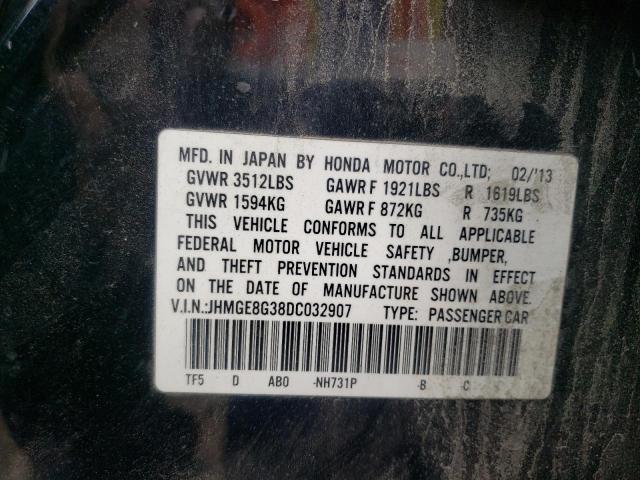 MFD. IN JAPAN BY HONDA MOTOR CO.,LTD; 02/'13
GVWR 3512LBS GAWR F 1921LBS R 1619LBS
GVWR 1594KG GAWR F 872KG R 735KG
THIS VEHICLE CONFORMS TO ALL APPLICABLE
FEDERAL MOTOR VEHICLE SAFETY ,BUMPER,
AND THEFT PREVENTION STANDARDS IN EFFECT
ON THE DATE OF MANUFACTURE SHOWN ABOVE.
V.I.N.:JHMGE8G38DC032907 TYPE: PASSENGER CAR
TF5 D AB0 -NH731P -B -C